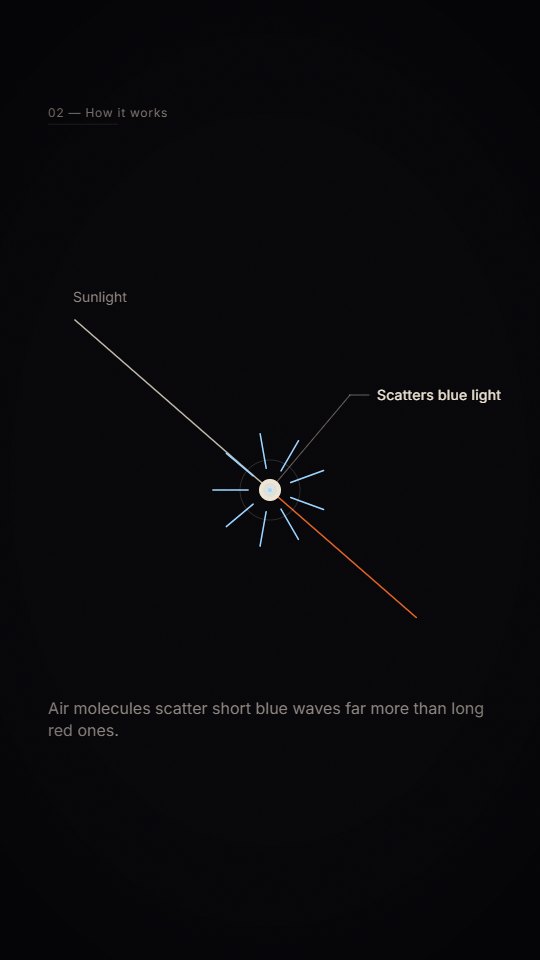 02 — How it works
Sunlight
Scatters blue light
Air molecules scatter short blue waves far more than long
red ones.